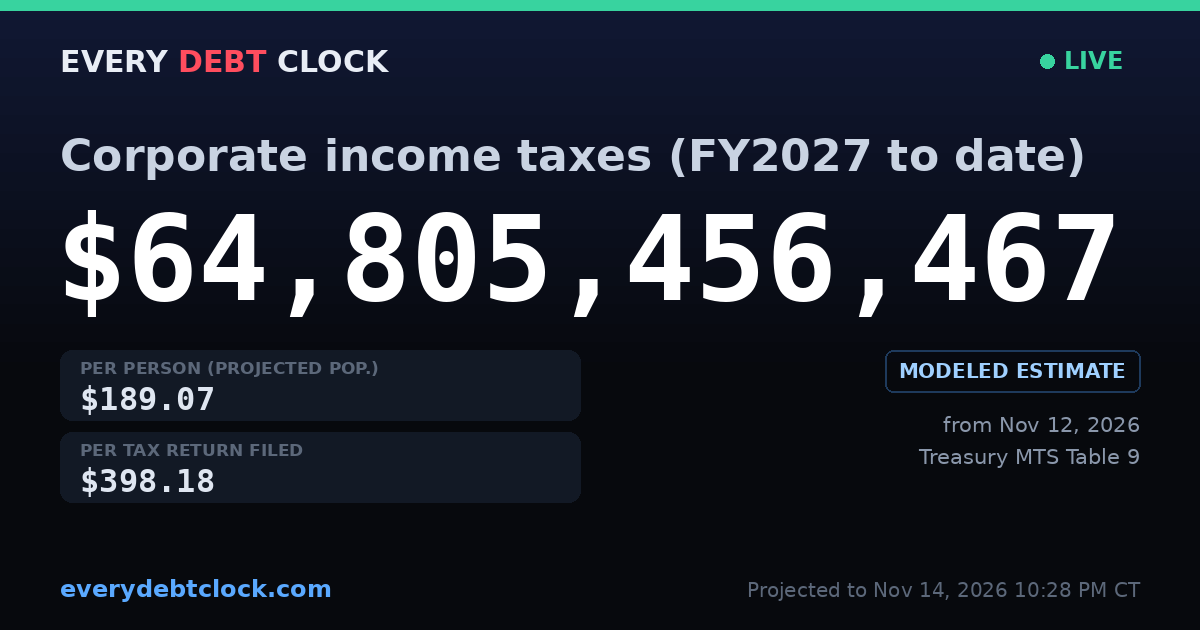 EVERY DEBT CLOCK
LIVE
Corporate income taxes (FY2027 to date)
$64,805,456,467
PER PERSON (PROJECTED POP.)
$189.07
PER TAX RETURN FILED
$398.18
MODELED ESTIMATE
from Nov 12, 2026
Treasury MTS Table 9
everydebtclock.com
Projected to Nov 14, 2026 10:28 PM CT